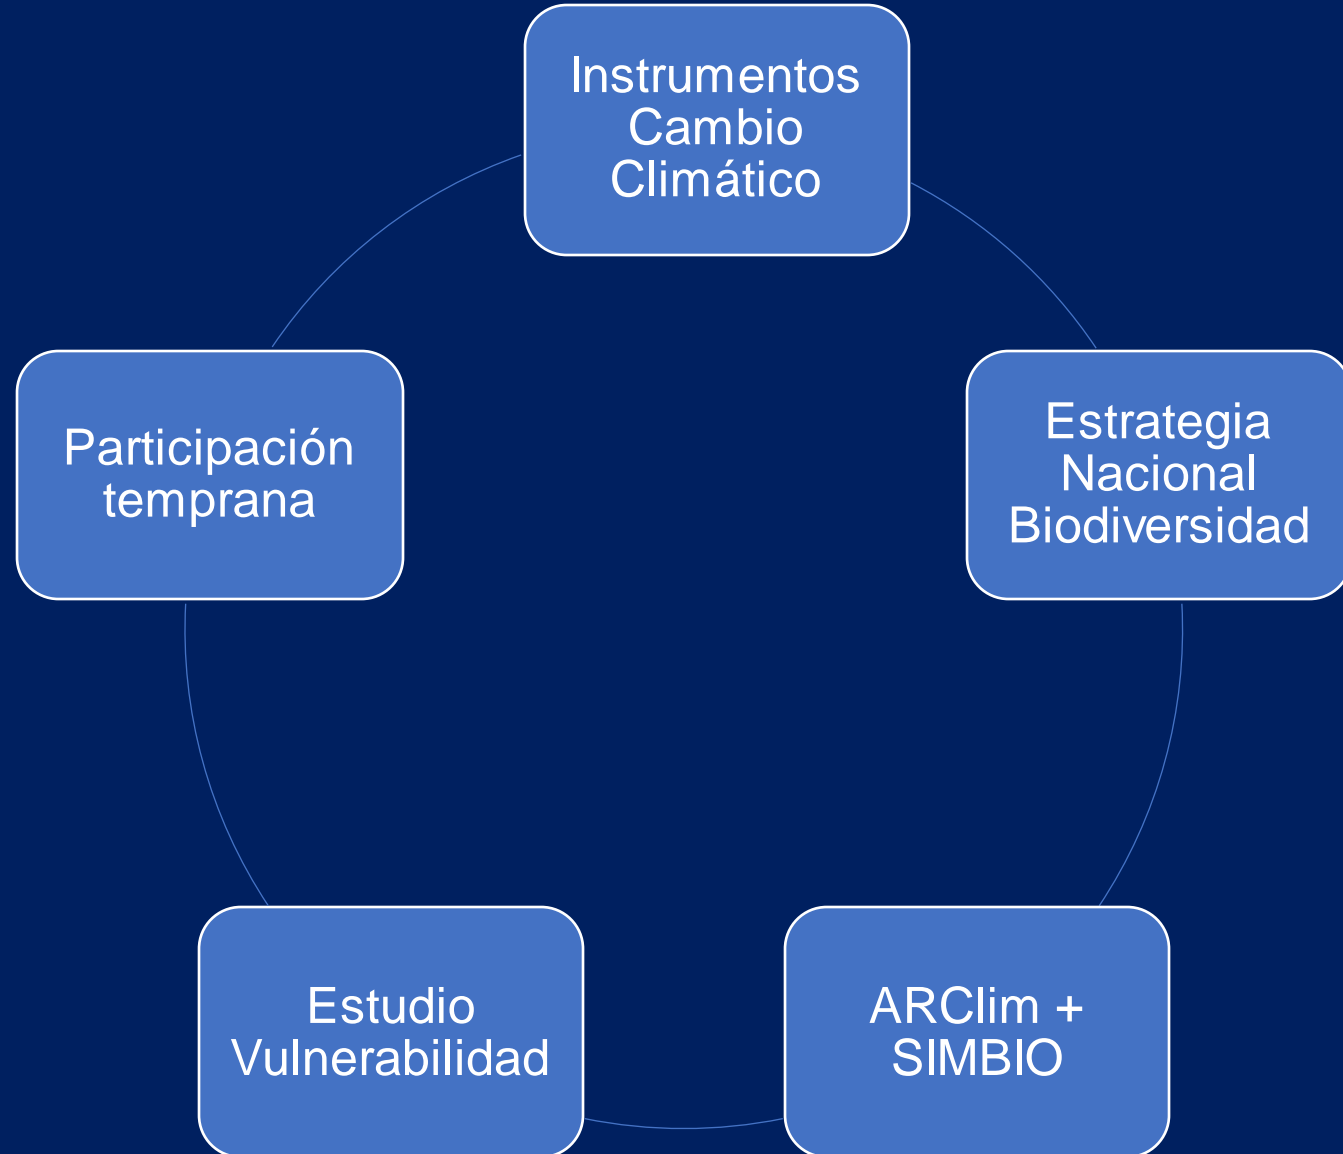 Instrumentos
Cambio
Climático
Estrategia
Nacional
Biodiversidad
ARClim +
SIMBIO
Estudio
Vulnerabilidad
Participación
temprana